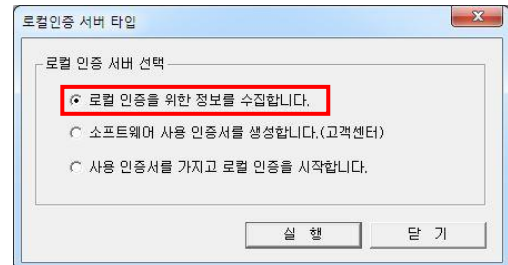 로컬인증 서버 타입
로컬 인증 서버 선택
로컬 인증을 위한 정보를 수집합니다.
소프트웨어 사용 인증서를 생성합니다.(고객센터)
사용 인증서를 가지고 로컬 인증을 시작합니다.
실 행
닫 기